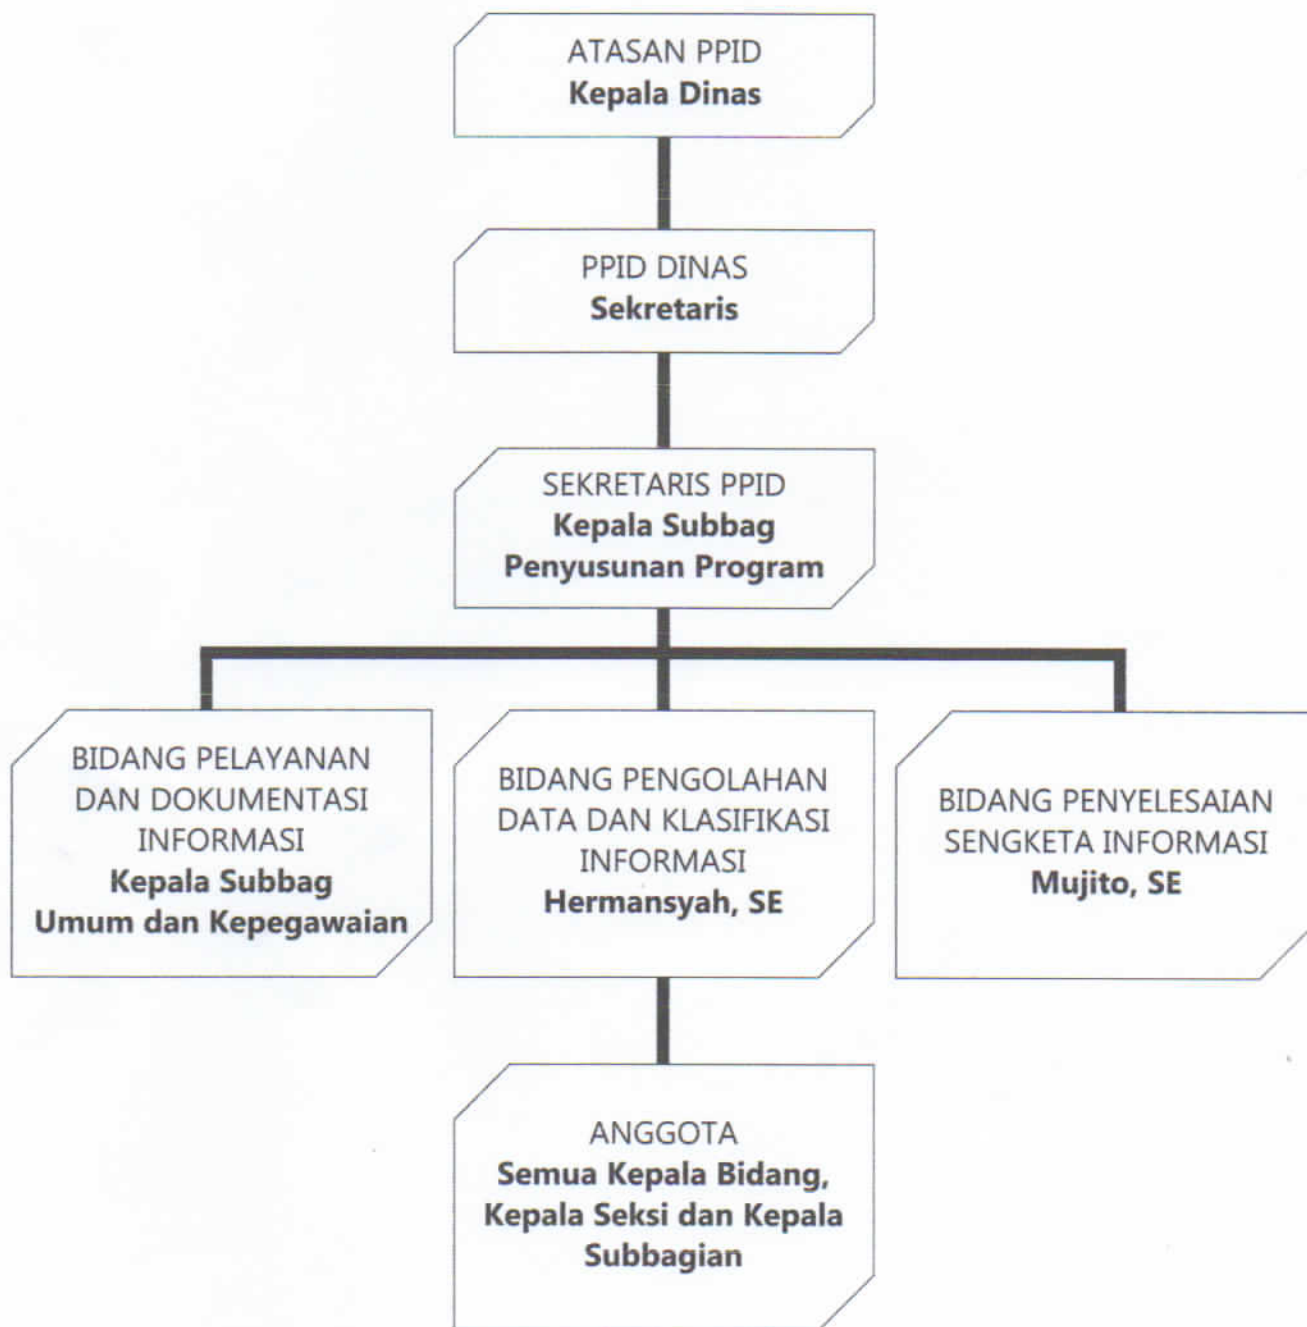 ATASAN PPID
Kepala Dinas
PPID DINAS
Sekretaris
SEKRETARIS PPID
Kepala Subbag
Penyusunan Program
BIDANG PELAYANAN
DAN DOKUMENTASI
INFORMASI
Kepala Subbag
Umum dan Kepegawaian
BIDANG PENGOLAHAN
DATA DAN KLASIFIKASI
INFORMASI
Hermansyah, SE
BIDANG PENYELESAIAN
SENGKETA INFORMASI
Mujito, SE
ANGGOTA
Semua Kepala Bidang,
Kepala Seksi dan Kepala
Subbagian